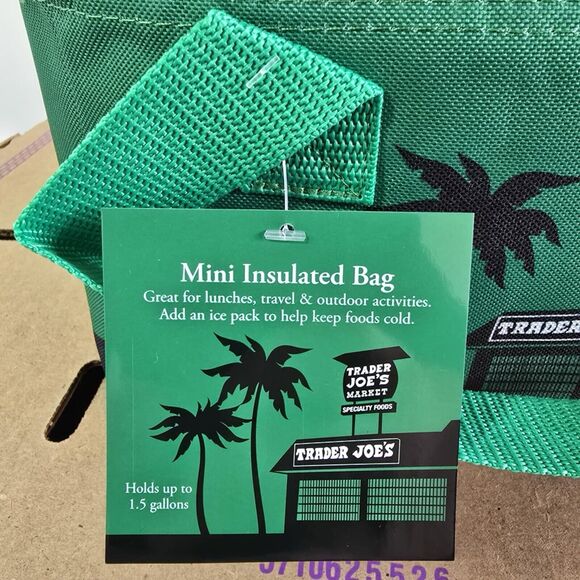 Mini Insulated Bag
Great for lunches, travel & outdoor activities.
Add an ice pack to help keep foods cold.
TRADER
JOE'S
MARKET
SPECIALTY FOODS
TRADER JOE'S
Holds up to
1.5 gallons
TRADER